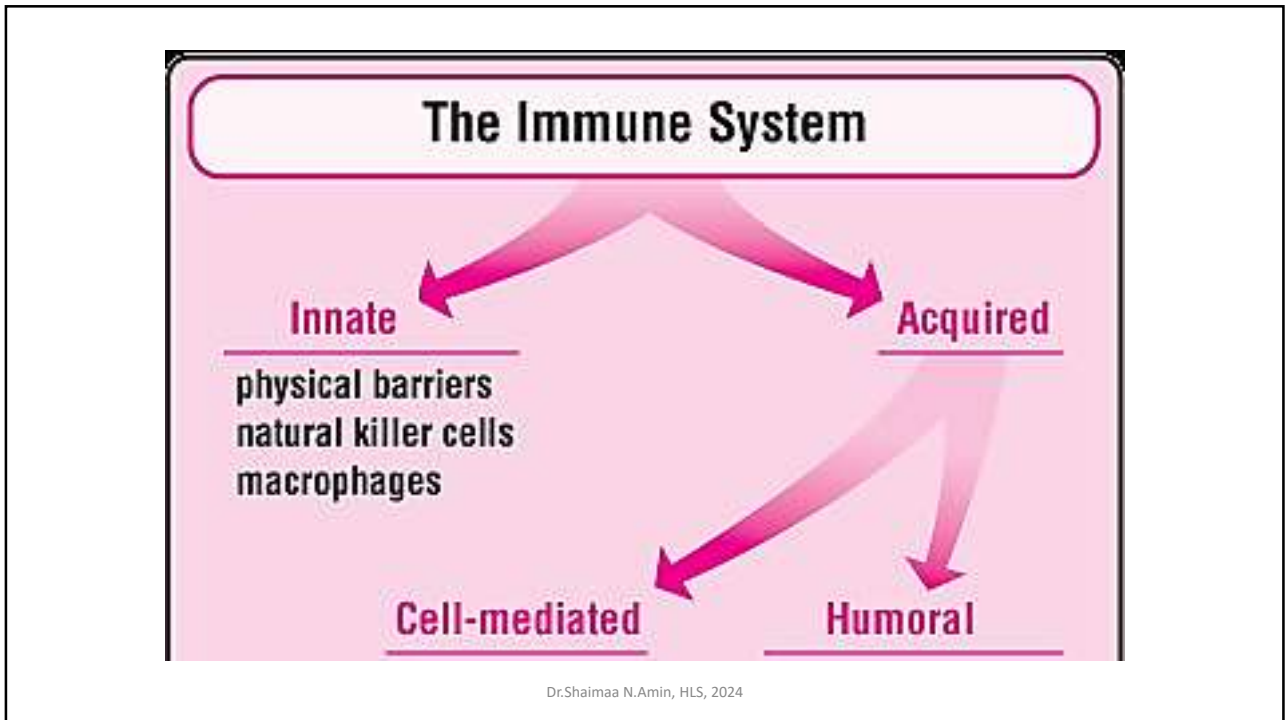 The Immune System
Innate
Acquired
physical barriers
natural killer cells
macrophages
Cell-mediated
Humoral
Dr.Shaimaa N.Amin, HLS, 2024